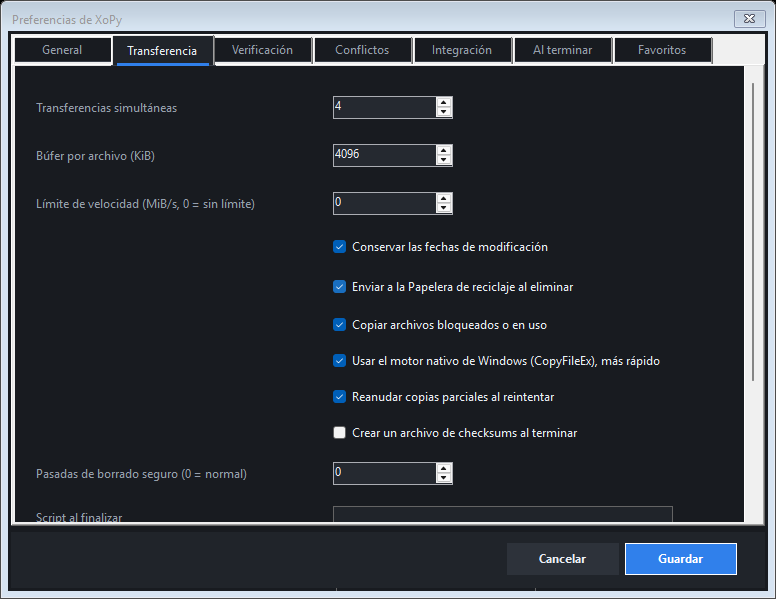 Preferencias de XoPy
General Transferencia Verificación Conflictos Integración Al terminar Favoritos
Transferencias simultáneas 4
Búfer por archivo (KiB) 4096
Límite de velocidad (MiB/s, 0 = sin límite) 0
Conservar las fechas de modificación
Enviar a la Papelera de reciclaje al eliminar
Copiar archivos bloqueados o en uso
Usar el motor nativo de Windows (CopyFileEx), más rápido
Reanudar copias parciales al reintentar
Crear un archivo de checksums al terminar
Pasadas de borrado seguro (0 = normal) 0
Script al finalizar
Cancelar Guardar